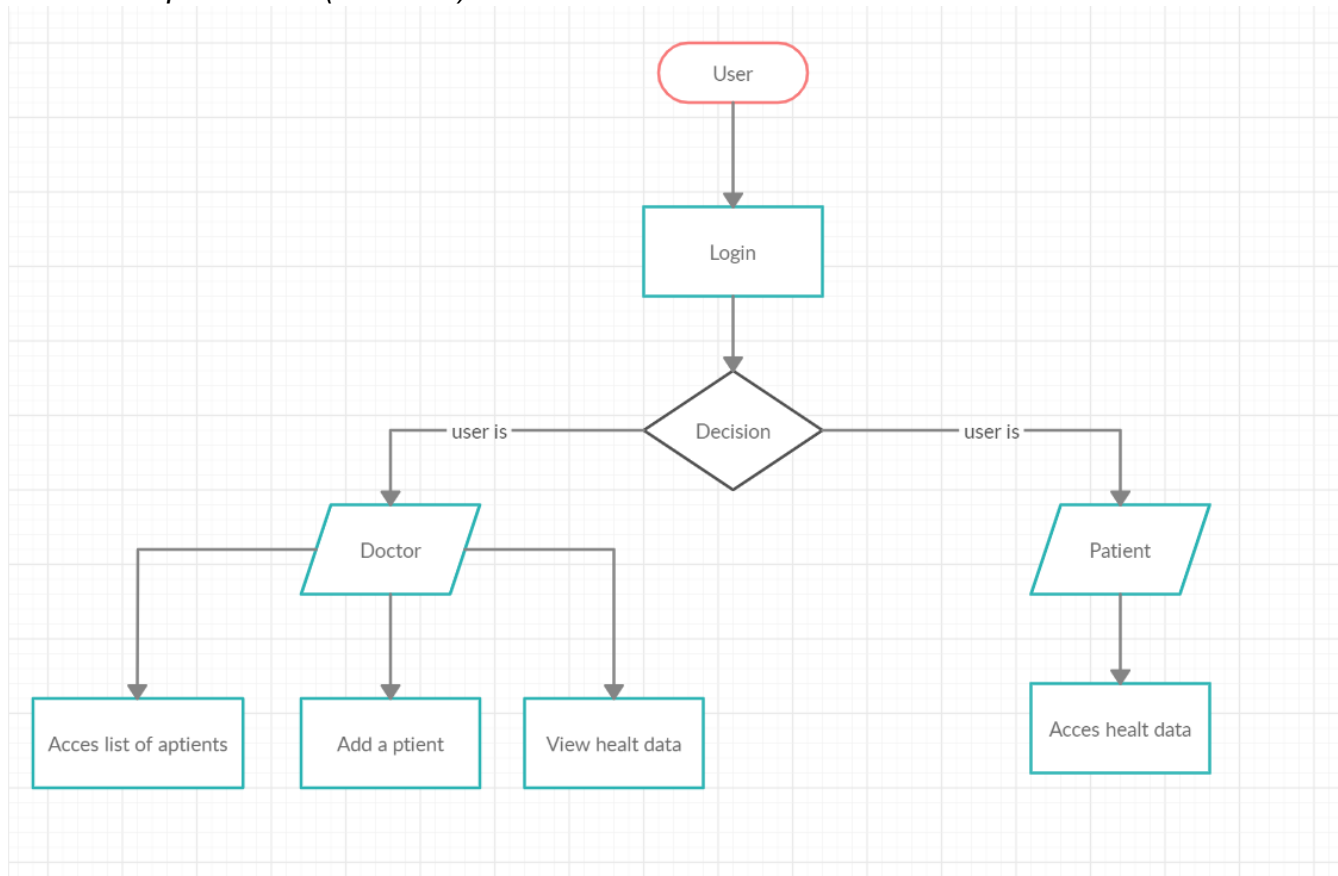 User
Login
Decision
user is
user is
Doctor
Patient
Acces list of aptients
Add a ptient
View healt data
Acces healt data